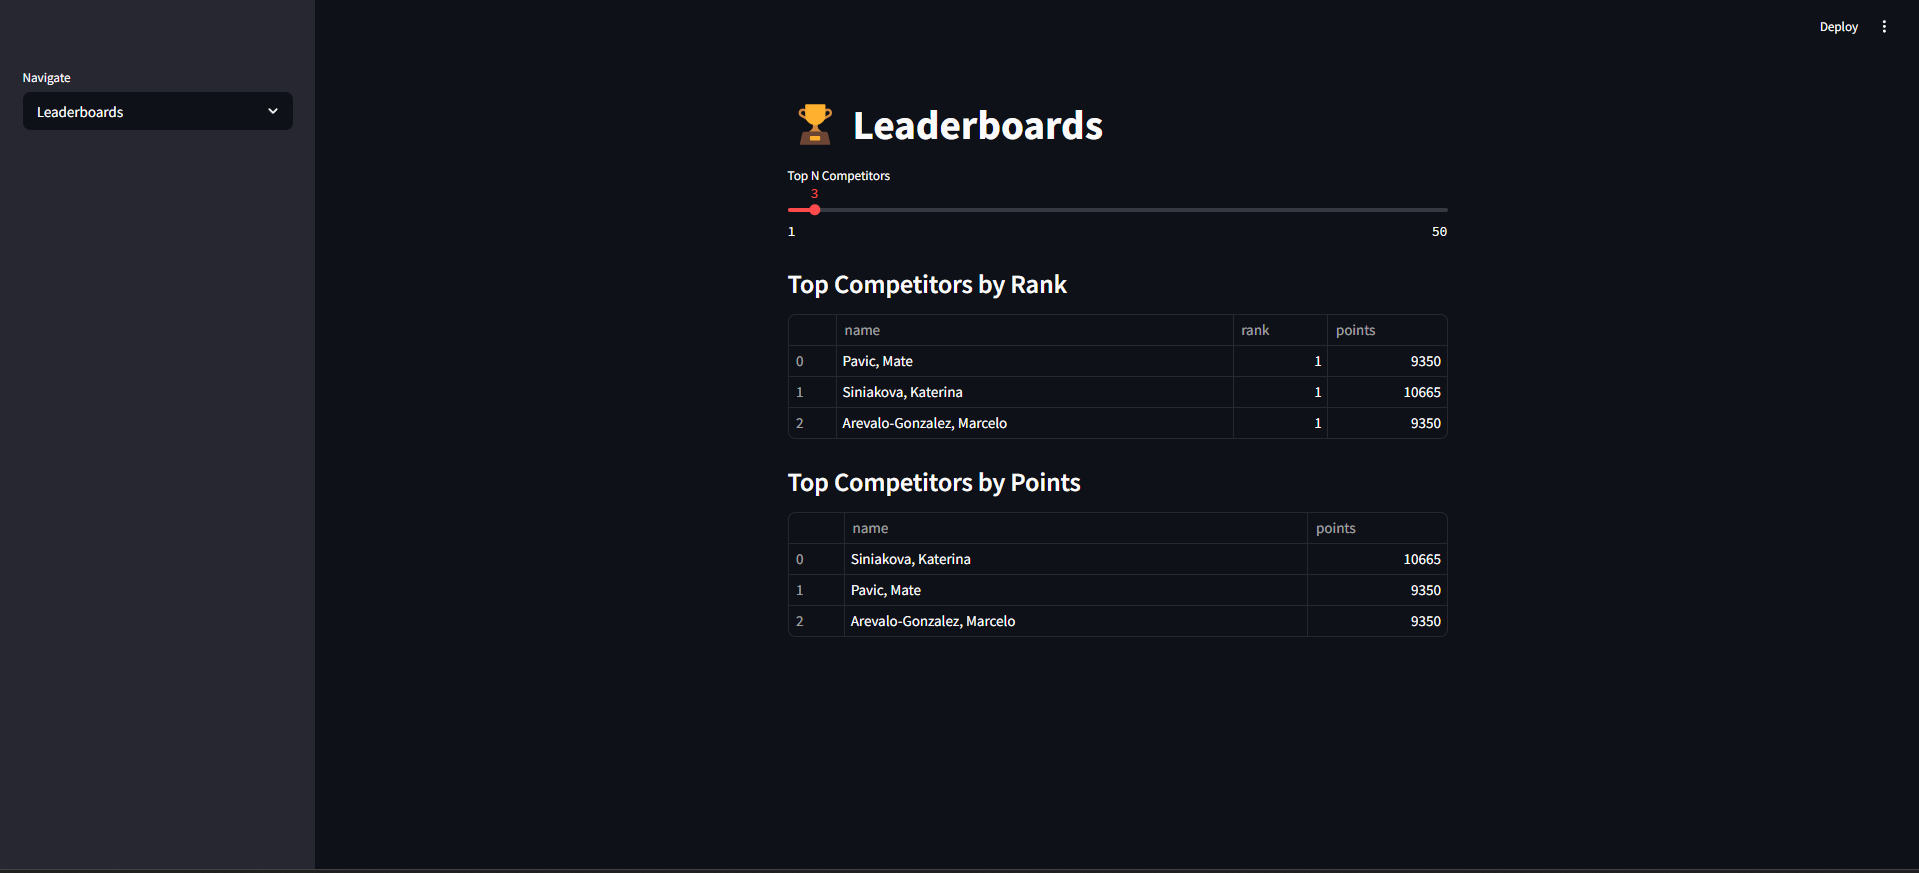 Deploy
Navigate
Leaderboards
Leaderboards
Top N Competitors
3
1 50
Top Competitors by Rank
name rank points
0 Pavic, Mate 1 9350
1 Siniakova, Katerina 1 10665
2 Arevalo-Gonzalez, Marcelo 1 9350
Top Competitors by Points
name points
0 Siniakova, Katerina 10665
1 Pavic, Mate 9350
2 Arevalo-Gonzalez, Marcelo 9350